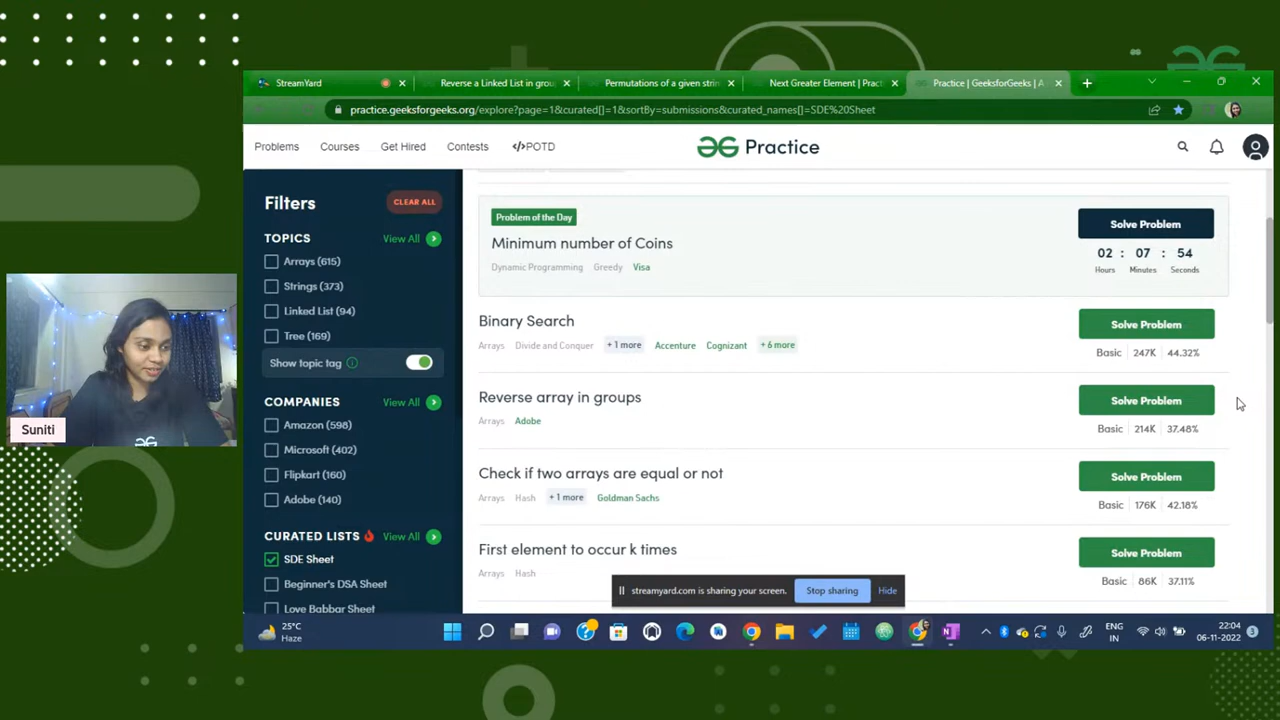 StreamYard
Reverse a Linked List in grou
Permutations of a given strin
Next Greater Element | Pract
Practice | GeeksforGeeks | A
practice.geeksforgeeks.org/explore?page=1&curated[]=1&sortBy=submissions&curated_names[]=SDE%20Sheet
Problems
Courses
Get Hired
Contests
</>POTD
Practice
Filters
CLEAR ALL
TOPICS
View All
Arrays (615)
Strings (373)
Linked List (94)
Tree (169)
Show topic tag
COMPANIES
View All
Amazon (598)
Microsoft (402)
Flipkart (160)
Adobe (140)
CURATED LISTS
View All
SDE Sheet
Beginner's DSA Sheet
Love Babbar Sheet
Problem of the Day
Minimum number of Coins
Dynamic Programming Greedy Visa
Solve Problem
02 : 07 : 54
Hours Minutes Seconds
Binary Search
Arrays Divide and Conquer + 1 more Accenture Cognizant + 6 more
Solve Problem
Basic 247K 44.32%
Reverse array in groups
Arrays Adobe
Solve Problem
Basic 214K 37.48%
Check if two arrays are equal or not
Arrays Hash + 1 more Goldman Sachs
Solve Problem
Basic 176K 42.18%
First element to occur k times
Arrays Hash
Solve Problem
Basic 86K 37.11%
streamyard.com is sharing your screen.
Stop sharing
Hide
Suniti
25°C
Haze
ENG
IN
22:04
06-11-2022
3